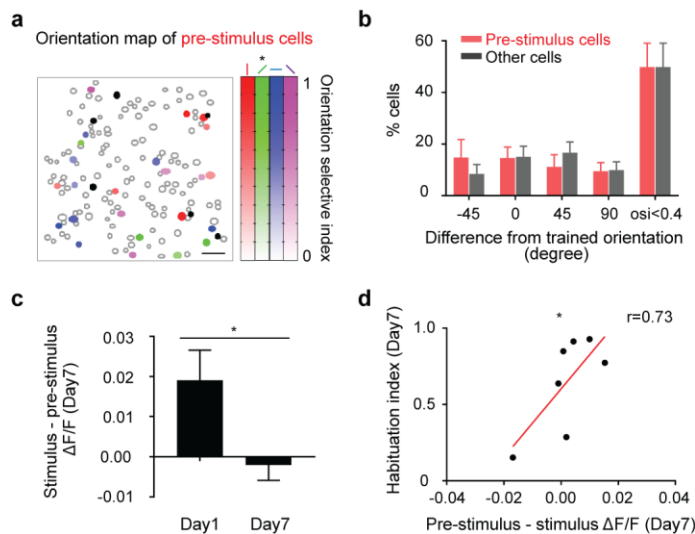 a
Orientation map of pre-stimulus cells
*
1
Orientation selective index
0
b
Pre-stimulus cells
Other cells
60
40
20
0
% cells
-45 0 45 90 osi<0.4
Difference from trained orientation
(degree)
c
Stimulus - pre-stimulus
ΔF/F (Day7)
*
0.03
0.02
0.01
0.00
-0.01
Day1 Day7
d
* r=0.73
Habituation index (Day7)
1.0
0.5
0
-0.04 -0.02 0.00 0.02 0.04
Pre-stimulus - stimulus ΔF/F (Day7)